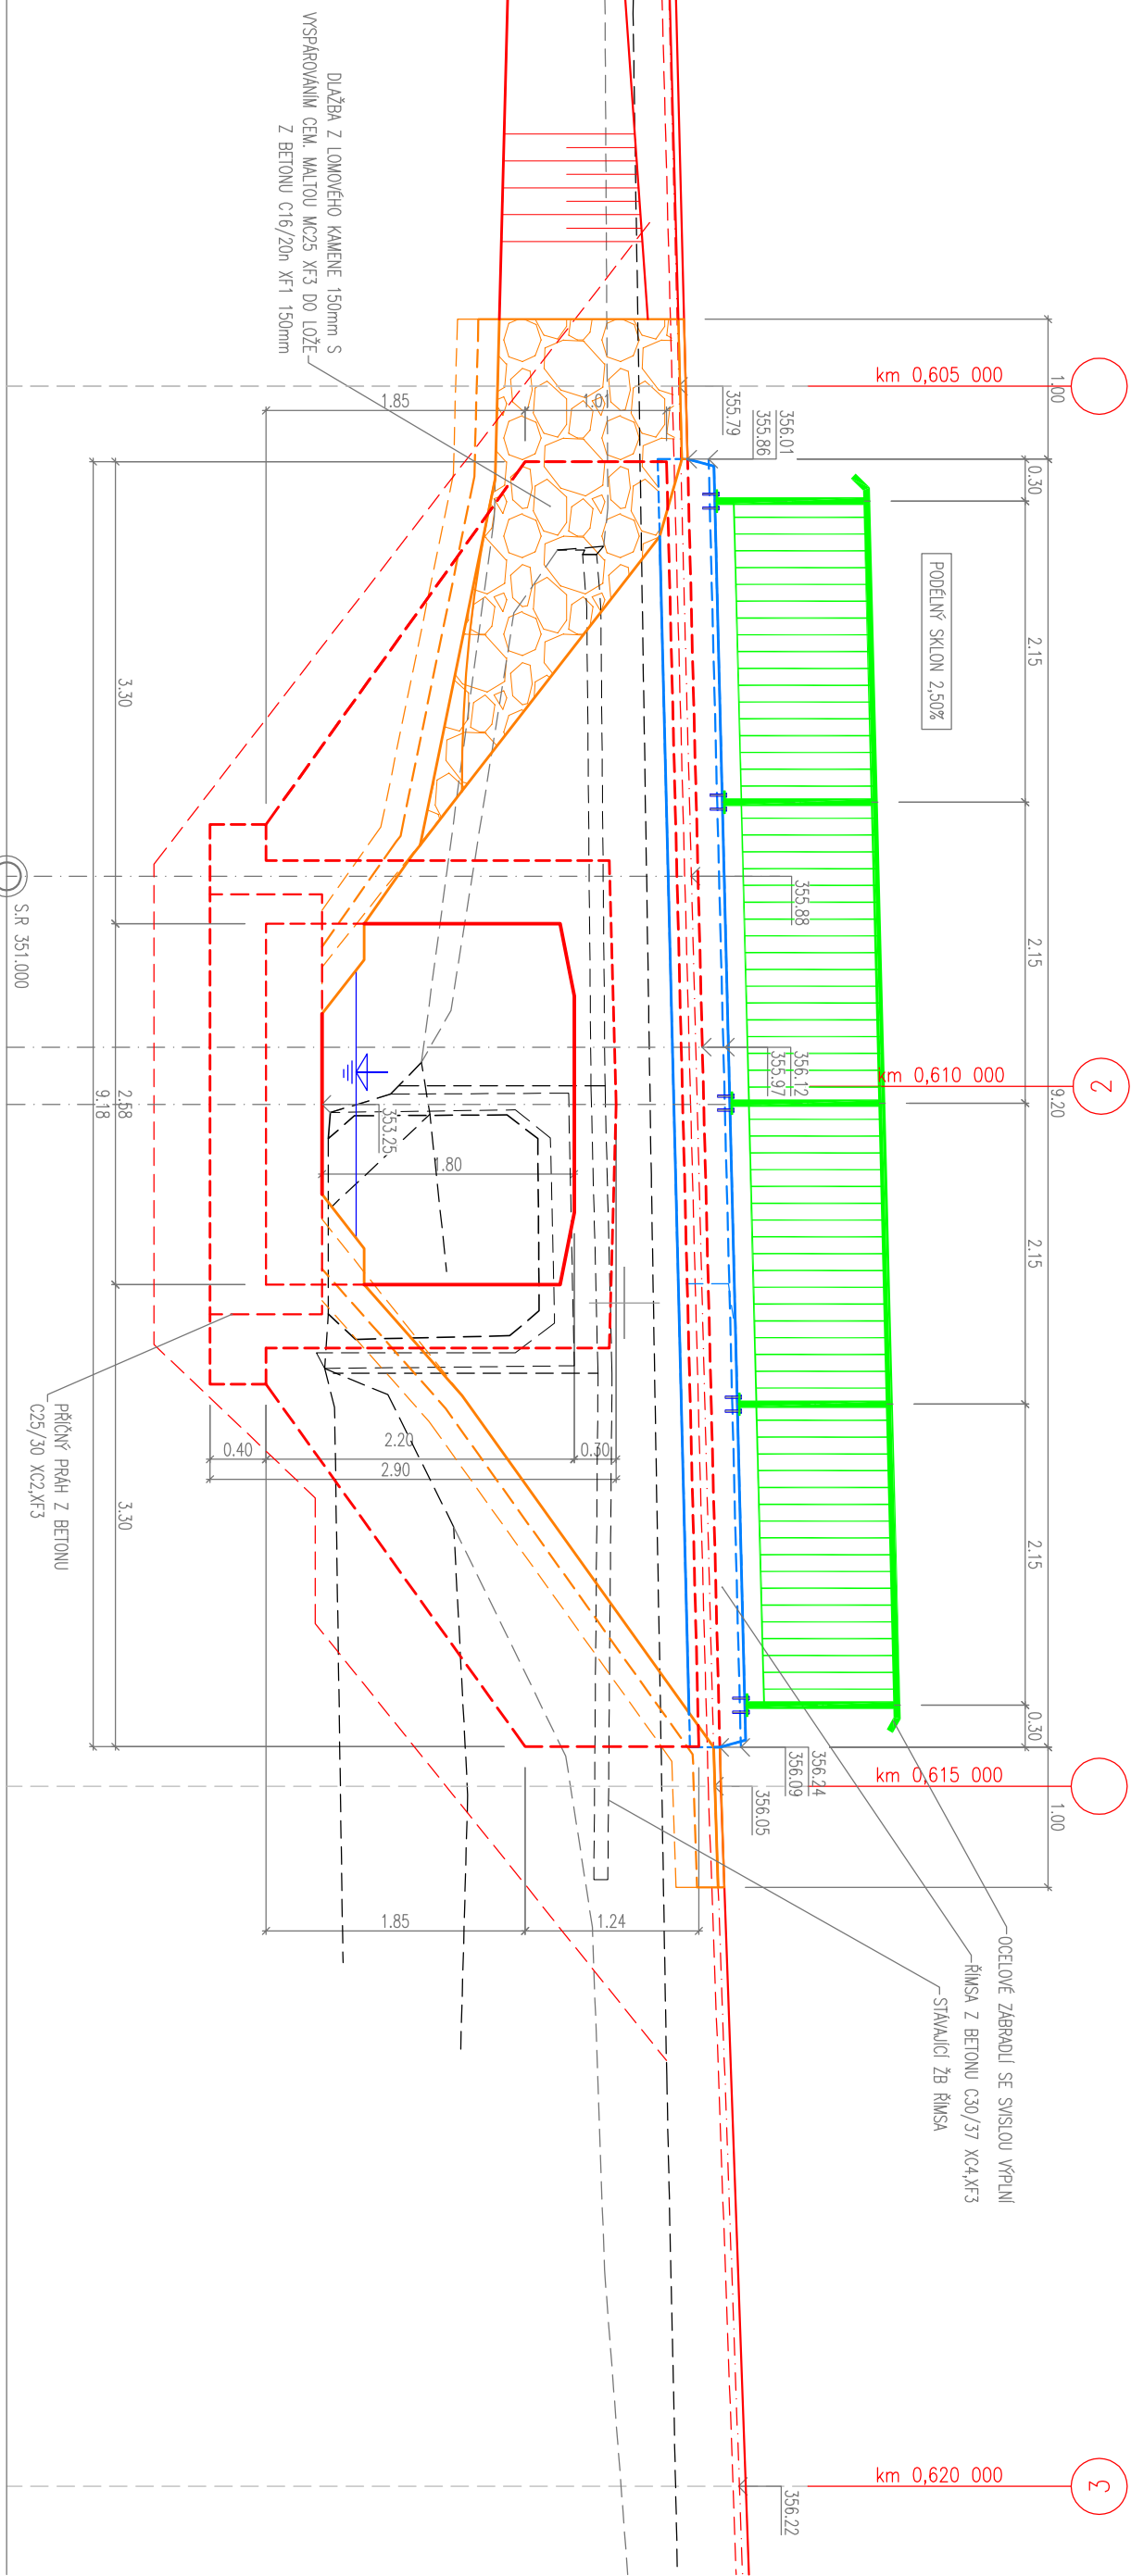 DLAŽBA Z LOMOVÉHO KAMENE 150mm S
VYSPÁROVÁNÍM CEM. MALTOU MC25 XF3 DO LOŽE
Z BETONU C16/20n XF1 150mm
km 0,605 000
2
km 0,610 000
km 0,615 000
3
km 0,620 000
1.00
9.20
1.00
0.30
2.15
2.15
2.15
2.15
0.30
PODÉLNÝ SKLON 2,50%
356.01
355.86
355.79
355.88
356.12
355.97
356.24
356.09
356.05
356.22
353.25
1.85
1.01
1.80
2.20
0.30
0.40
2.90
1.85
1.24
3.30
2.58
3.30
9.18
S.R 351.000
OCELOVÉ ZÁBRADLÍ SE SVISLOU VÝPLNÍ
ŘÍMSA Z BETONU C30/37 XC4,XF3
STÁVAJÍCÍ ŽB ŘÍMSA
PŘÍČNÝ PRÁH Z BETONU
C25/30 XC2,XF3